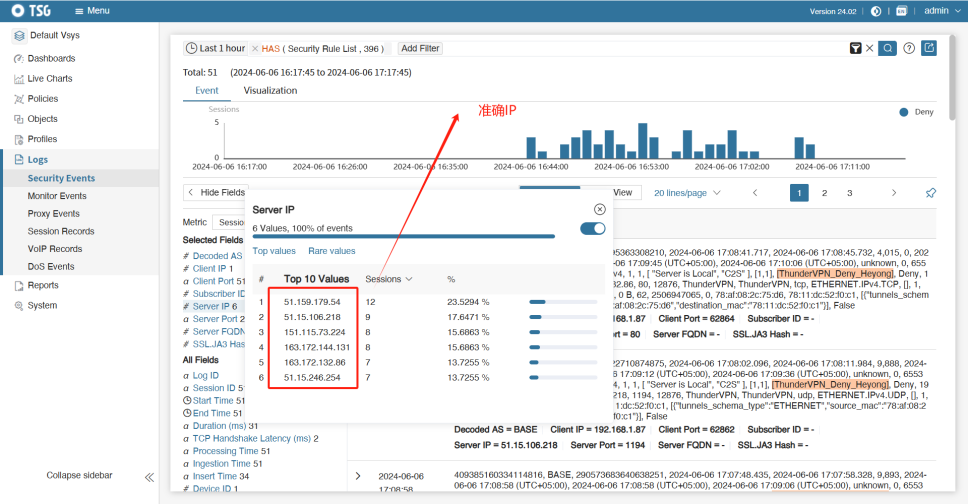 TSG
Menu
Version 24.02
EN
admin
Default Vsys
Dashboards
Live Charts
Policies
Objects
Profiles
Logs
Security Events
Monitor Events
Proxy Events
Session Records
VoIP Records
DoS Events
Reports
System
Collapse sidebar
Last 1 hour
HAS ( Security Rule List , 396 )
Add Filter
Total: 51 (2024-06-06 16:17:45 to 2024-06-06 17:17:45)
Event
Visualization
Sessions
准确IP
Deny
5
0
2024-06-06 16:17:00 2024-06-06 16:26:00 2024-06-06 16:35:00 2024-06-06 16:44:00 2024-06-06 16:53:00 2024-06-06 17:02:00 2024-06-06 17:11:00
Hide Fields
View
20 lines/page
1 2 3
Metric Sessio
Selected Fields
# Decoded AS
# Client IP 1
α Client Port 51
# Subscriber ID
# Server IP 6
α Server Port 2
# Server FQDN
# SSL.JA3 Has
All Fields
α Log ID
α Session ID 5
Start Time 51
End Time 51
α Duration (ms) 31
α TCP Handshake Latency (ms) 2
α Processing Time 51
α Ingestion Time 51
α Insert Time 34
# Device ID 1
Server IP
6 Values, 100% of events
Top values Rare values
# Top 10 Values Sessions %
1 51.159.179.54 12 23.5294 %
2 51.15.106.218 9 17.6471 %
3 151.115.73.224 8 15.6863 %
4 163.172.144.131 8 15.6863 %
5 163.172.132.86 7 13.7255 %
6 51.15.246.254 7 13.7255 %
5363308210, 2024-06-06 17:08:41.717, 2024-06-06 17:08:45.732, 4,015, 0, 202
-06 17:09:45 (UTC+05:00), 2024-06-06 17:10:06 (UTC+05:00), unknown, 0, 6553
v4, 1, 1, [ "Server is Local", "C2S" ], [1,1], [ThunderVPN_Deny_Heyong], Deny, 1
32.86, 80, 12876, ThunderVPN, ThunderVPN, tcp, ETHERNET.IPv4.TCP, [], 1,
, 0 B, 62, 2506947065, 0, 78:af:08:2c:75:d6, 78:11:dc:52:f0:c1, [{"tunnels_schem
af:08:2c:75:d6","destination_mac":"78:11:dc:52:f0:c1}], False
168.1.87 Client Port = 62864 Subscriber ID = -
rt = 80 Server FQDN = - SSL.JA3 Hash = -
22710874875, 2024-06-06 17:08:02.096, 2024-06-06 17:08:11.984, 9,888, 2024-
-06 17:09:12 (UTC+05:00), 2024-06-06 17:09:36 (UTC+05:00), unknown, 0, 6553
4, 1, 1, [ "Server is Local", "C2S" ], [1,1], [ThunderVPN_Deny_Heyong], Deny, 19
218, 1194, 12876, ThunderVPN, ThunderVPN, udp, ETHERNET.IPv4.UDP, [], 1,
1:dc:52:f0:c1, [{"tunnels_schema_type":"ETHERNET","source_mac":"78:af:08:2
:f0:c1"}], False
Decoded AS = BASE Client IP = 192.168.1.87 Client Port = 62862 Subscriber ID = -
Server IP = 51.15.106.218 Server Port = 1194 Server FQDN = - SSL.JA3 Hash = -
2024-06-06
17:08:58
409385160334114816, BASE, 290573683640638251, 2024-06-06 17:07:48.435, 2024-06-06 17:07:58.328, 9,893, 2024-
06-06 17:08:58 (UTC+05:00), 2024-06-06 17:08:58 (UTC+05:00), 2024-06-06 17:09:06 (UTC+05:00), unknown, 0, 6553